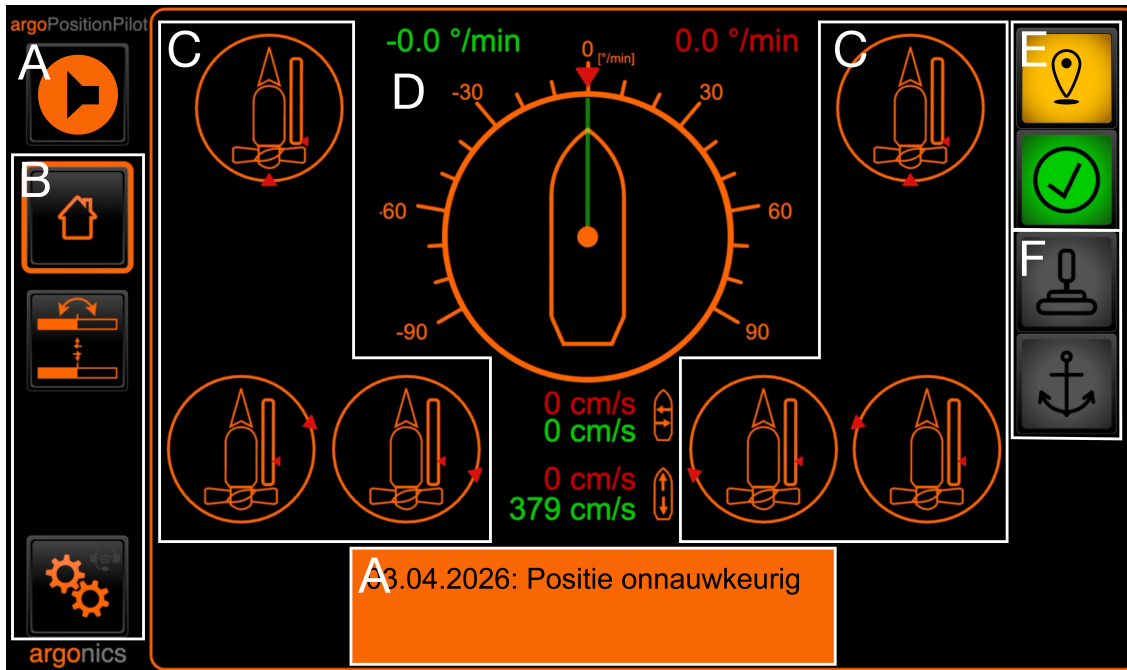 argoPositionPilot
A
B
C
-0.0 °/min
0.0 °/min
0
[°/min]
D
-30
30
-60
60
-90
90
C
E
F
0 cm/s
0 cm/s
0 cm/s
379 cm/s
A
03.04.2026: Positie onnauwkeurig
argonics